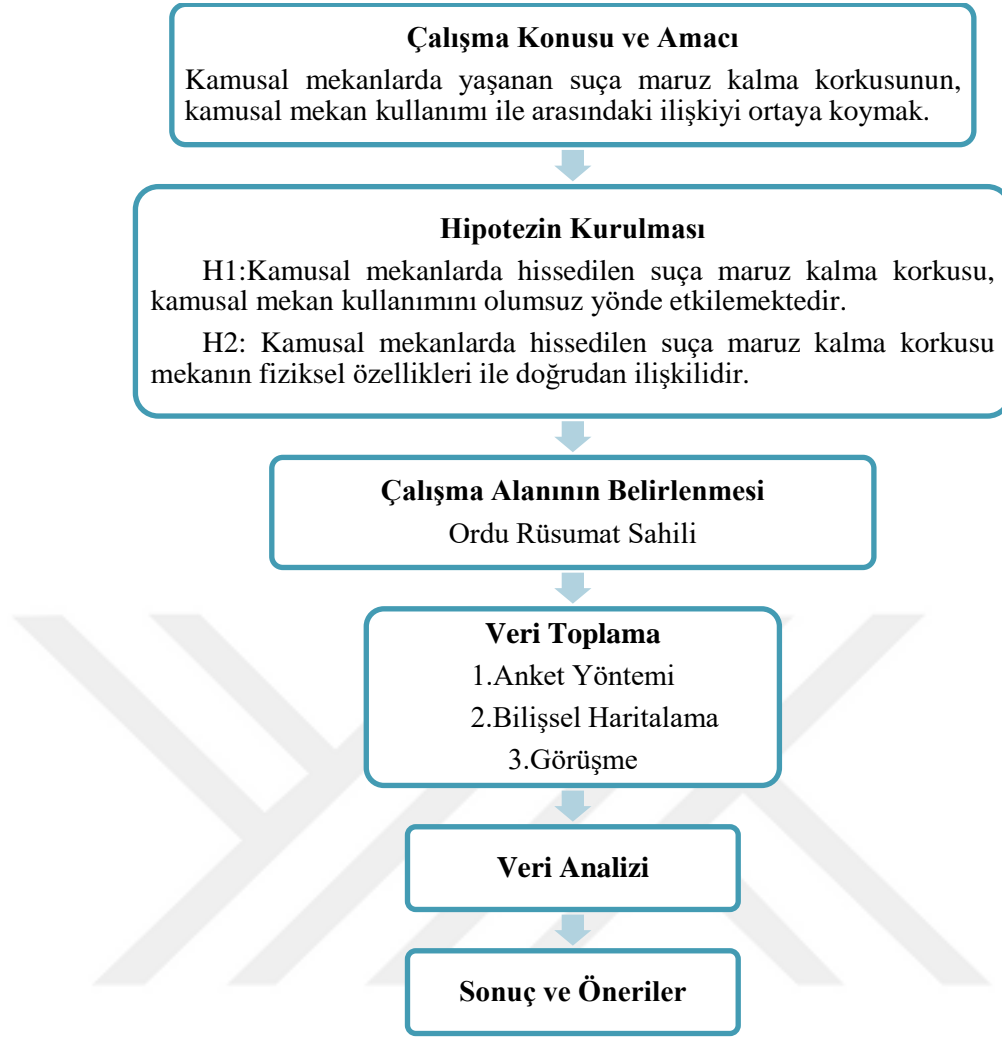 Çalışma Konusu ve Amacı
Kamusal mekanlarda yaşanan suça maruz kalma korkusunun,
kamusal mekan kullanımı ile arasındaki ilişkiyi ortaya koymak.
Hipotezin Kurulması
H1:Kamusal mekanlarda hissedilen suça maruz kalma korkusu,
kamusal mekan kullanımını olumsuz yönde etkilemektedir.
H2: Kamusal mekanlarda hissedilen suça maruz kalma korkusu
mekanın fiziksel özellikleri ile doğrudan ilişkilidir.
Çalışma Alanının Belirlenmesi
Ordu Rüsumat Sahili
Veri Toplama
1.Anket Yöntemi
2.Bilişsel Haritalama
3.Görüşme
Veri Analizi
Sonuç ve Öneriler